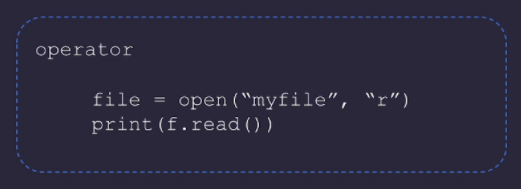 operator
file = open(“myfile”, “r”)
print(f.read())